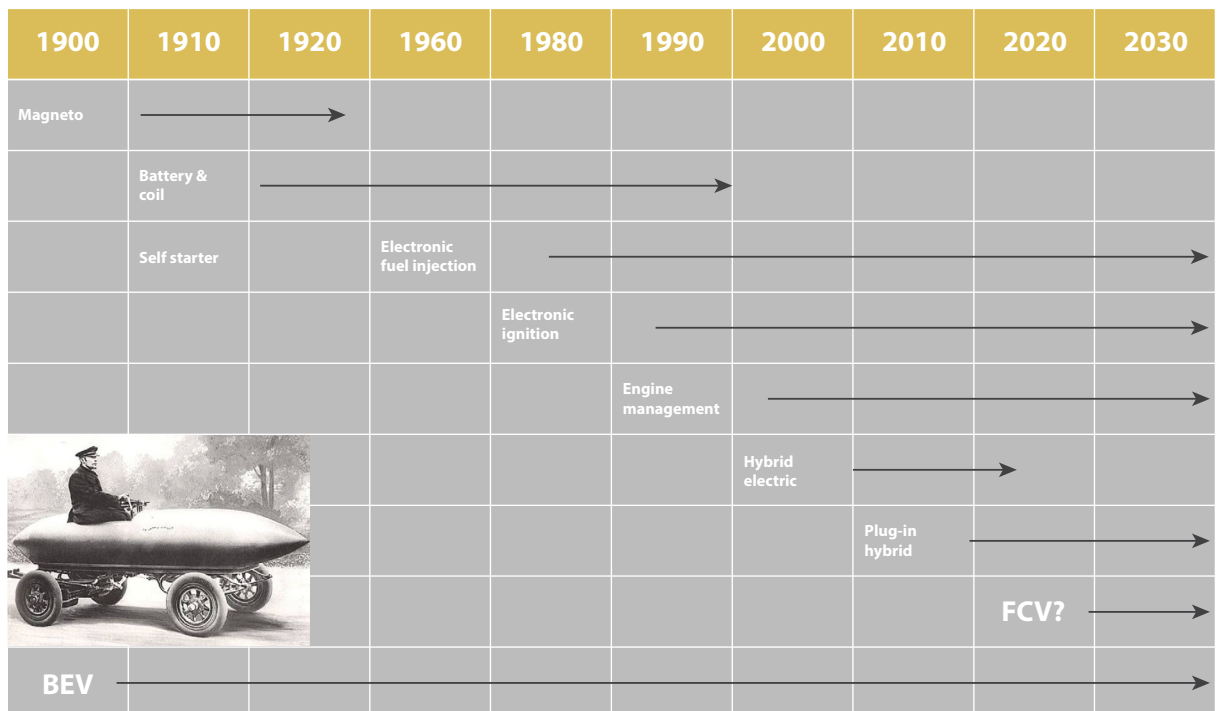 1900 1910 1920 1960 1980 1990 2000 2010 2020 2030
Magneto
Battery &
coil
Self starter
Electronic
fuel injection
Electronic
ignition
Engine
management
Hybrid
electric
Plug-in
hybrid
FCV?
BEV